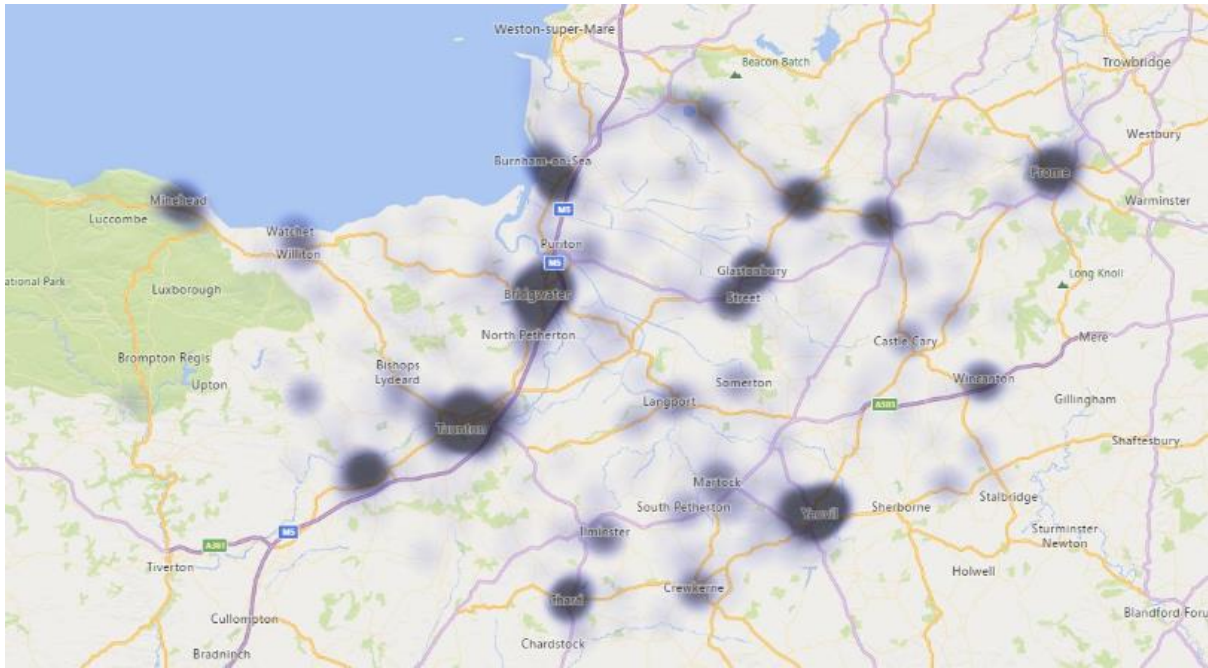 Weston-super-Mare
Beacon Batch
Trowbridge
Westbury
Burnham-on-Sea
Frome
Minehead
Warminster
Luccombe
M5
Watchet
Williton
Puriton
M5
Glastonbury
Long Knoll
ational Park
Luxborough
Bridgwater
Street
North Petherton
Castle Cary
Mere
Brompton Regis
Bishops
Lydeard
Upton
Somerton
Wincanton
Langport
A303
Gillingham
Taunton
Shaftesbury
Martock
Stalbridge
South Petherton
Yeovil
Sherborne
Ilminster
M5
Sturminster
Newton
A361
Tiverton
Holwell
Crewkerne
Chard
Cullompton
Blandford Foru
Chardstock
Bradninch